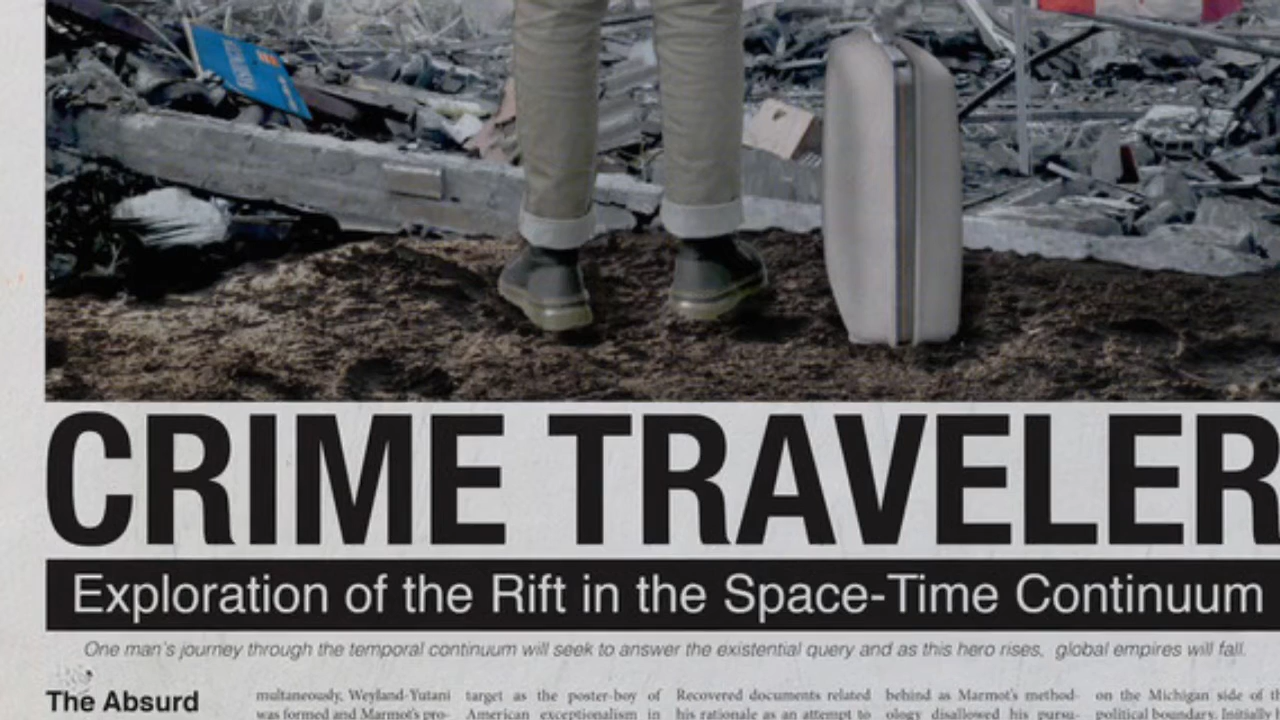 CRIME TRAVELER
Exploration of the Rift in the Space-Time Continuum
One man's journey through the temporal continuum will seek to answer the existential query and as this hero rises, global empires will fall.
The Absurd
multaneously, Weyland-Yutani
was formed and Marmot's pro-
target as the poster-boy of
American exceptionalism in
Recovered documents related
his rationale as an attempt to
behind as Marmot's method-
ology disallowed his pursu-
on the Michigan side of
political boundary. Initially